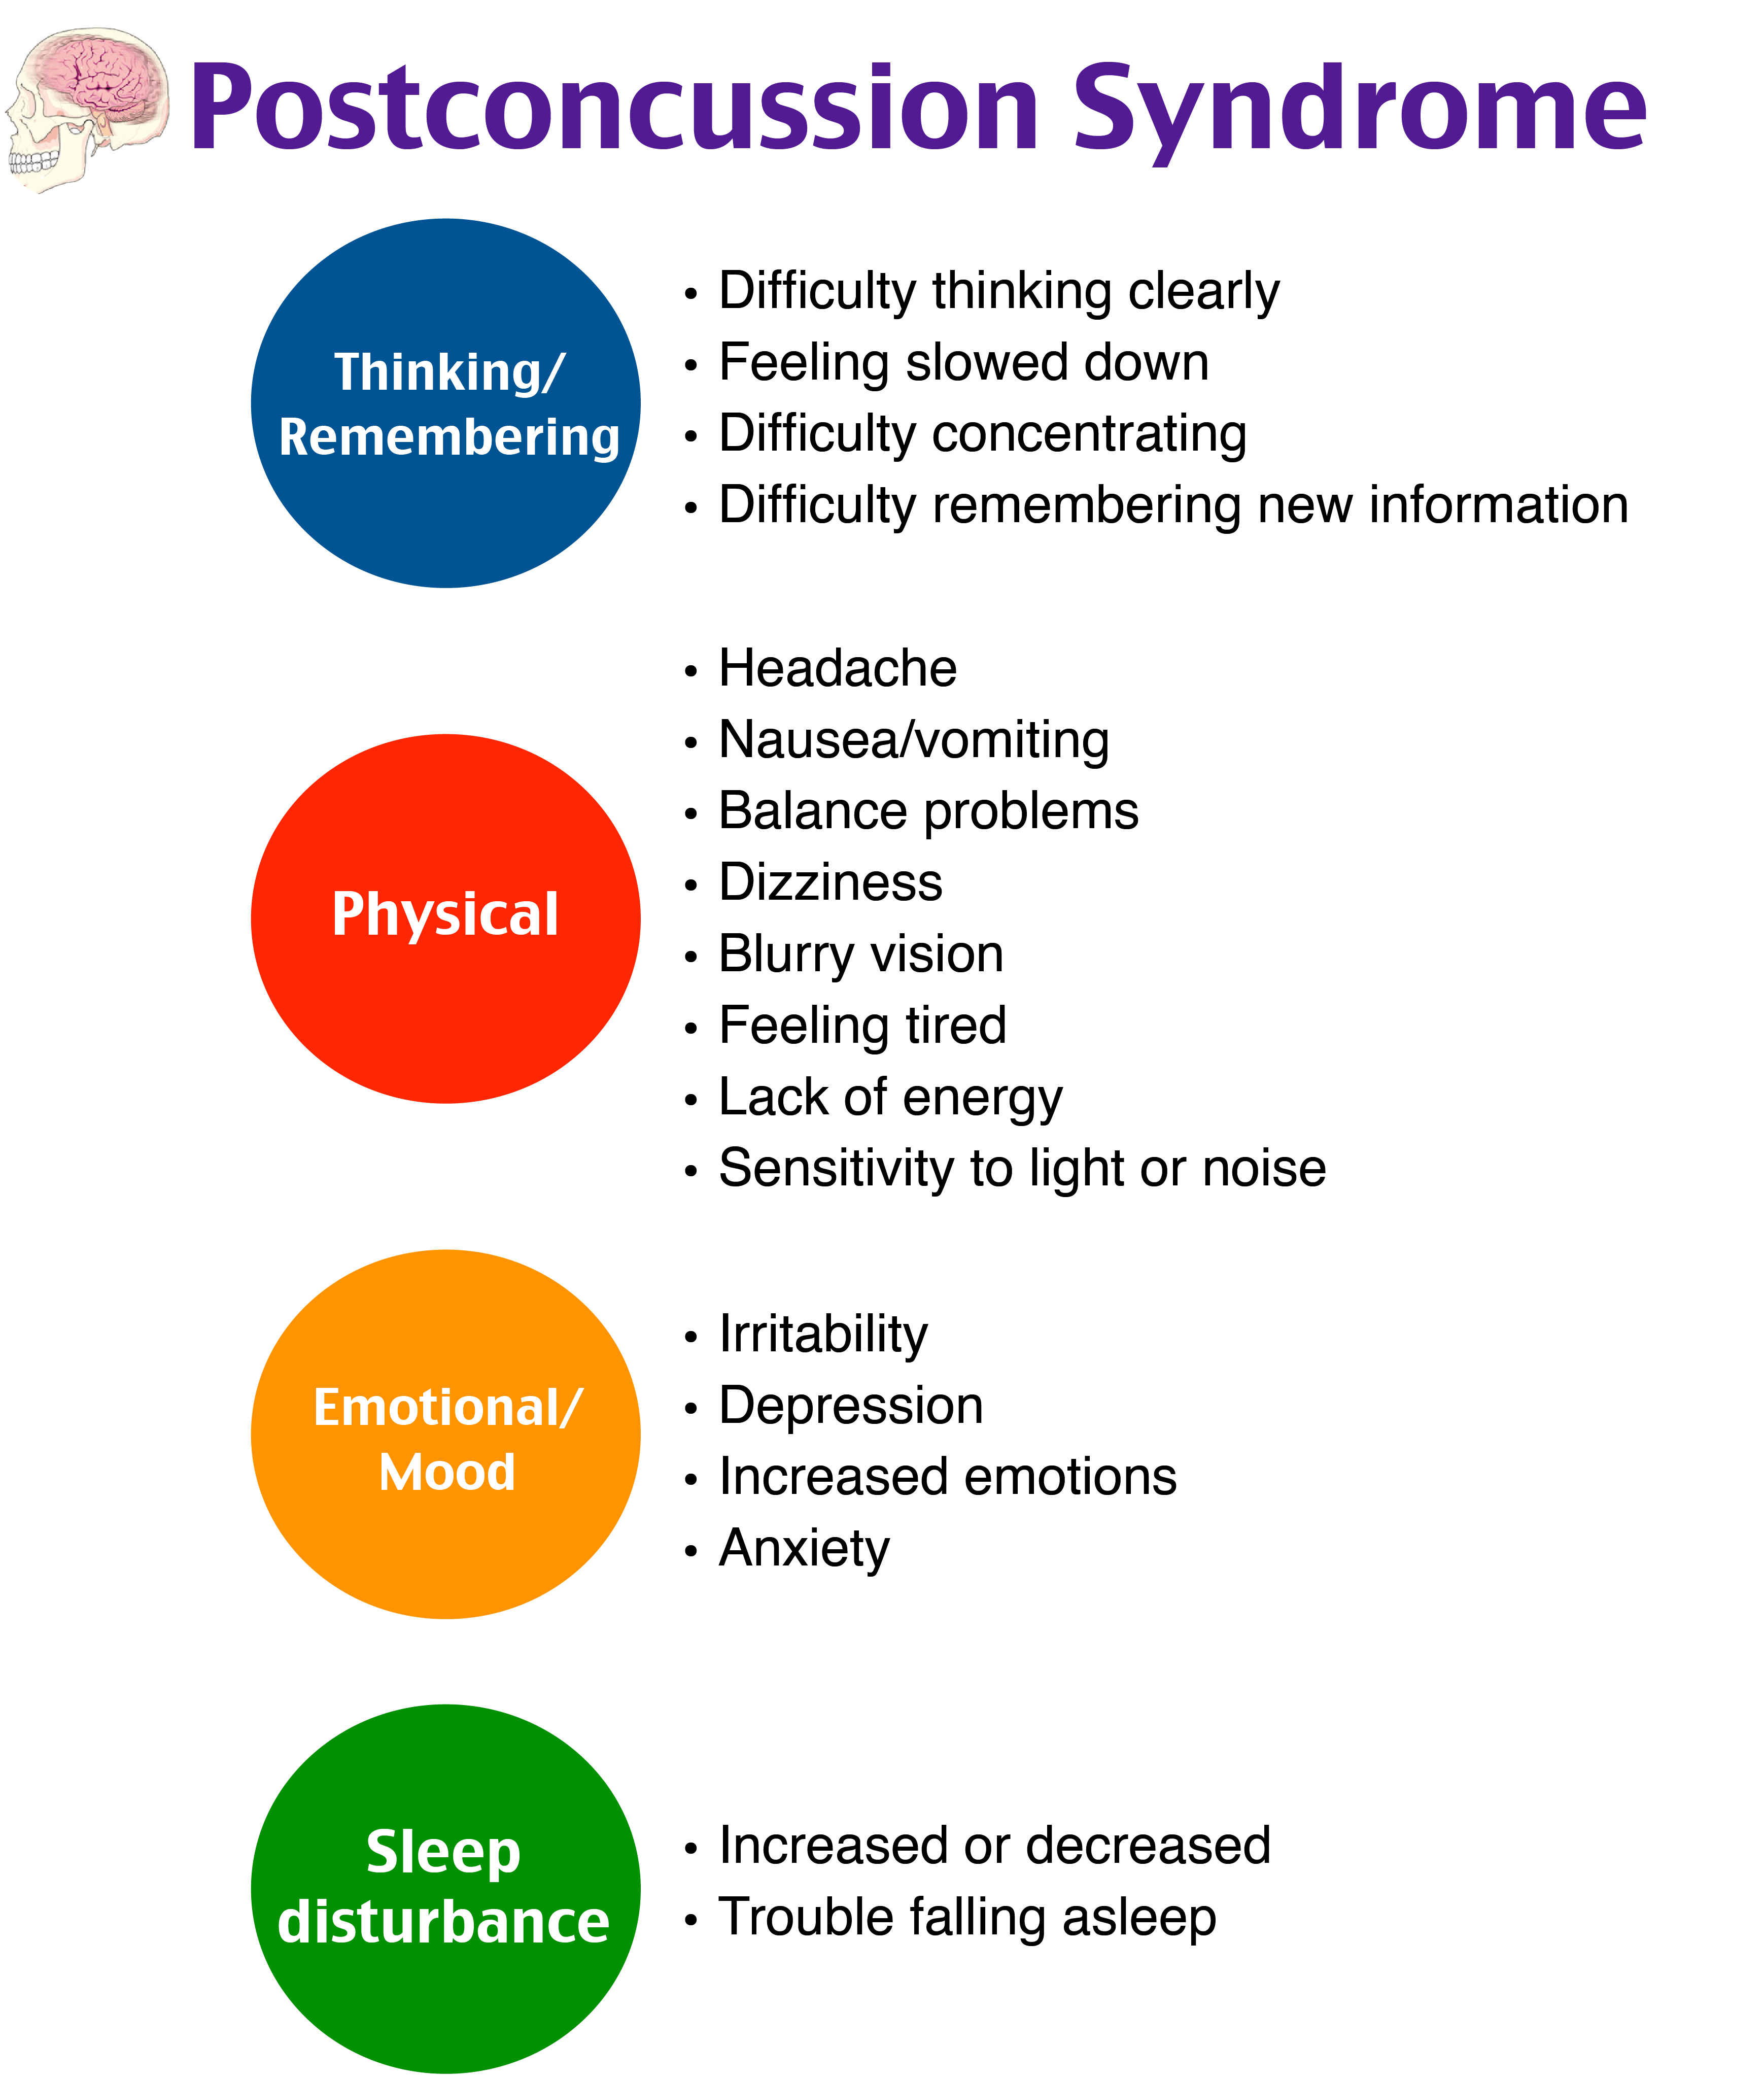 Postconcussion Syndrome
Thinking/
Remembering
• Difficulty thinking clearly
• Feeling slowed down
• Difficulty concentrating
• Difficulty remembering new information
Physical
• Headache
• Nausea/vomiting
• Balance problems
• Dizziness
• Blurry vision
• Feeling tired
• Lack of energy
• Sensitivity to light or noise
Emotional/
Mood
• Irritability
• Depression
• Increased emotions
• Anxiety
Sleep
disturbance
• Increased or decreased
• Trouble falling asleep